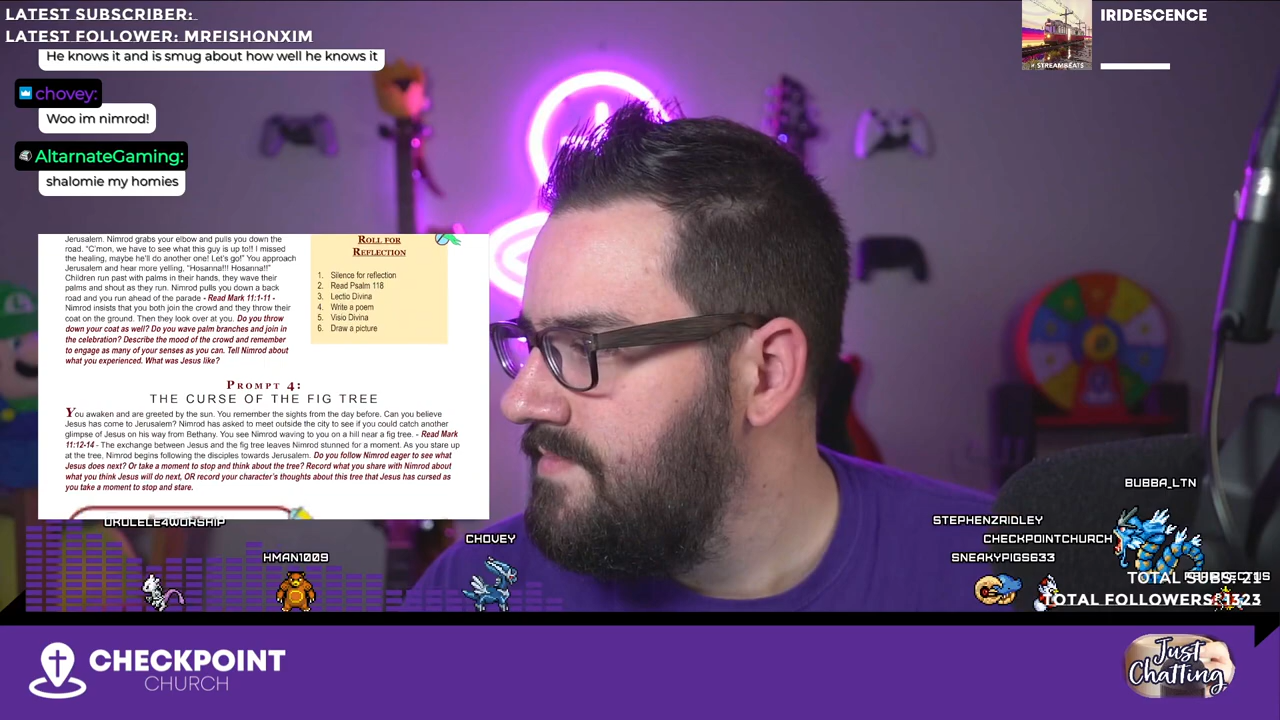 LATEST SUBSCRIBER:
LATEST FOLLOWER: MRFISHONXIM
He knows it and is smug about how well he knows it
chovey:
Woo im nimrod!
AltarnateGaming:
shalomie my homies
IRIDESCENCE
STREAMBEATS
Jerusalem. Nimrod grabs your elbow and pulls you down the
road. "C'mon, we have to see what this guy is up to!! I missed
the healing, maybe he'll do another one! Let's go!" You approach
Jerusalem and hear more yelling, "Hosanna!! Hosanna!!"
Children run past with palms in their hands, they wave their
palms and shout as they run. Nimrod pulls you down a back
road and you run ahead of the parade - Read Mark 11:1-11 -
Nimrod insists that you both join the crowd and they throw their
coat on the ground. Then they look over at you. Do you throw
down your coat as well? Do you wave palm branches and join in
the celebration? Describe the mood of the crowd and remember
to engage as many of your senses as you can. Tell Nimrod about
what you experienced. What was Jesus like?
ROLL FOR
REFLECTION
1. Silence for reflection
2. Read Psalm 118
3. Lectio Divina
4. Write a poem
5. Visio Divina
6. Draw a picture
PROMPT 4:
THE CURSE OF THE FIG TREE
You awaken and are greeted by the sun. You remember the sights from the day before. Can you believe
Jesus has come to Jerusalem? Nimrod has asked to meet outside the city to see if you could catch another
glimpse of Jesus on his way from Bethany. You see Nimrod waving to you on a hill near a fig tree. - Read Mark
11:12-14 - The exchange between Jesus and the fig tree leaves Nimrod stunned for a moment. As you stare up
at the tree, Nimrod begins following the disciples towards Jerusalem. Do you follow Nimrod eager to see what
Jesus does next? Or take a moment to stop and think about the tree? Record what you share with Nimrod about
what you think Jesus will do next, OR record your character's thoughts about this tree that Jesus has cursed as
you take a moment to stop and stare.
UKULELE4WORSHIP
HMAN1009
CHOVEY
BUBBA_LTN
STEPHENZRIDLEY
CHECKPOINTCHURCH
SNEAKYPIGS633
TOTAL SUBS: 21
TOTAL FOLLOWERS: 1323
CHECKPOINT
CHURCH
Just
Chatting